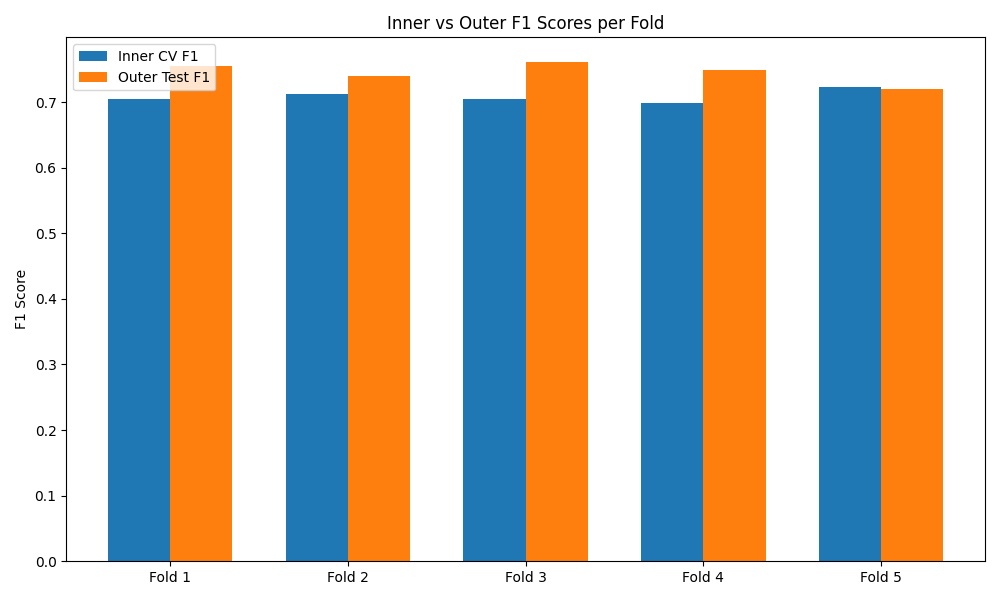 Inner vs Outer F1 Scores per Fold
Inner CV F1
Outer Test F1
F1 Score
0.7
0.6
0.5
0.4
0.3
0.2
0.1
0.0
Fold 1
Fold 2
Fold 3
Fold 4
Fold 5